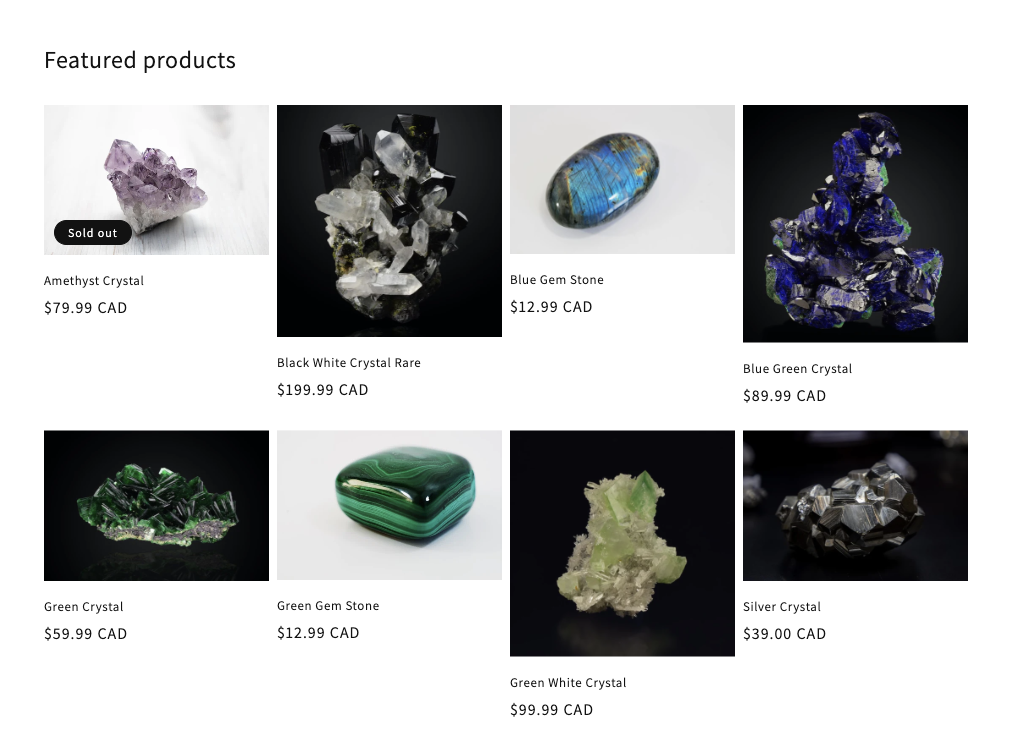 Featured products
Sold out
Amethyst Crystal
$79.99 CAD
Black White Crystal Rare
$199.99 CAD
Blue Gem Stone
$12.99 CAD
Blue Green Crystal
$89.99 CAD
Green Crystal
$59.99 CAD
Green Gem Stone
$12.99 CAD
Green White Crystal
$99.99 CAD
Silver Crystal
$39.00 CAD